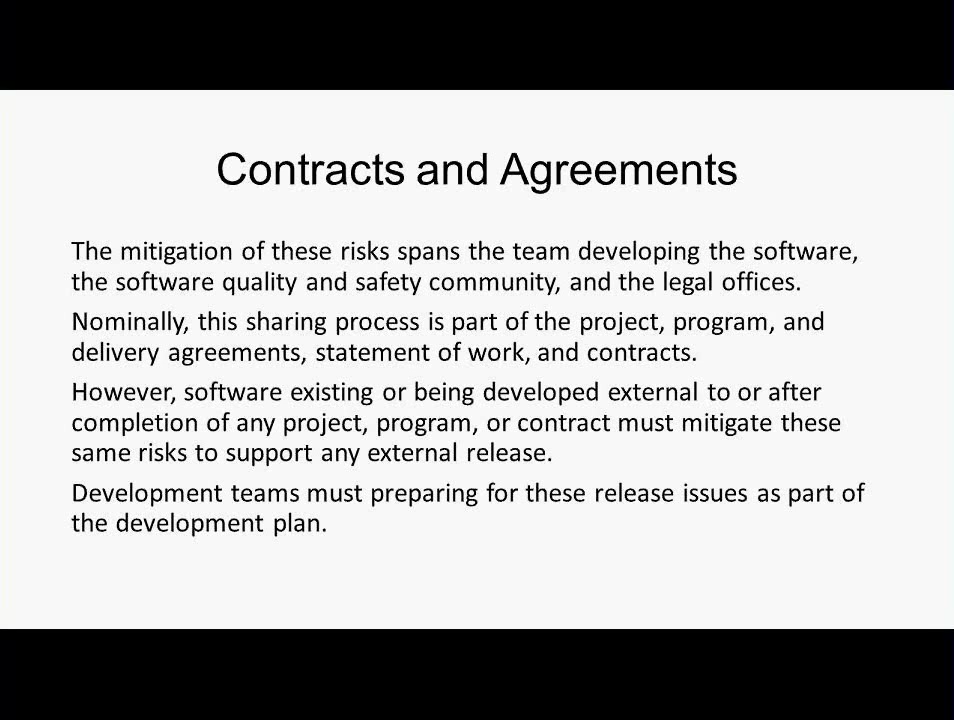 Contracts and Agreements
The mitigation of these risks spans the team developing the software,
the software quality and safety community, and the legal offices.
Nominally, this sharing process is part of the project, program, and
delivery agreements, statement of work, and contracts.
However, software existing or being developed external to or after
completion of any project, program, or contract must mitigate these
same risks to support any external release.
Development teams must preparing for these release issues as part of
the development plan.